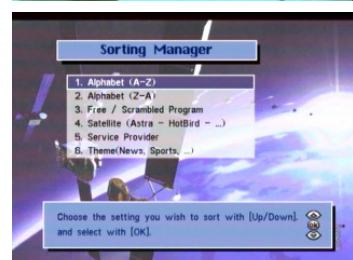 Sorting Manager
1. Alphabet (A-Z)
2. Alphabet (Z-A)
3. Free / Scrambled Program
4. Satellite (Astra - HotBird - ...)
5. Service Provider
6. Theme(News, Sports, ...)
Choose the setting you wish to sort with [Up/Down].
and select with [OK].
OK